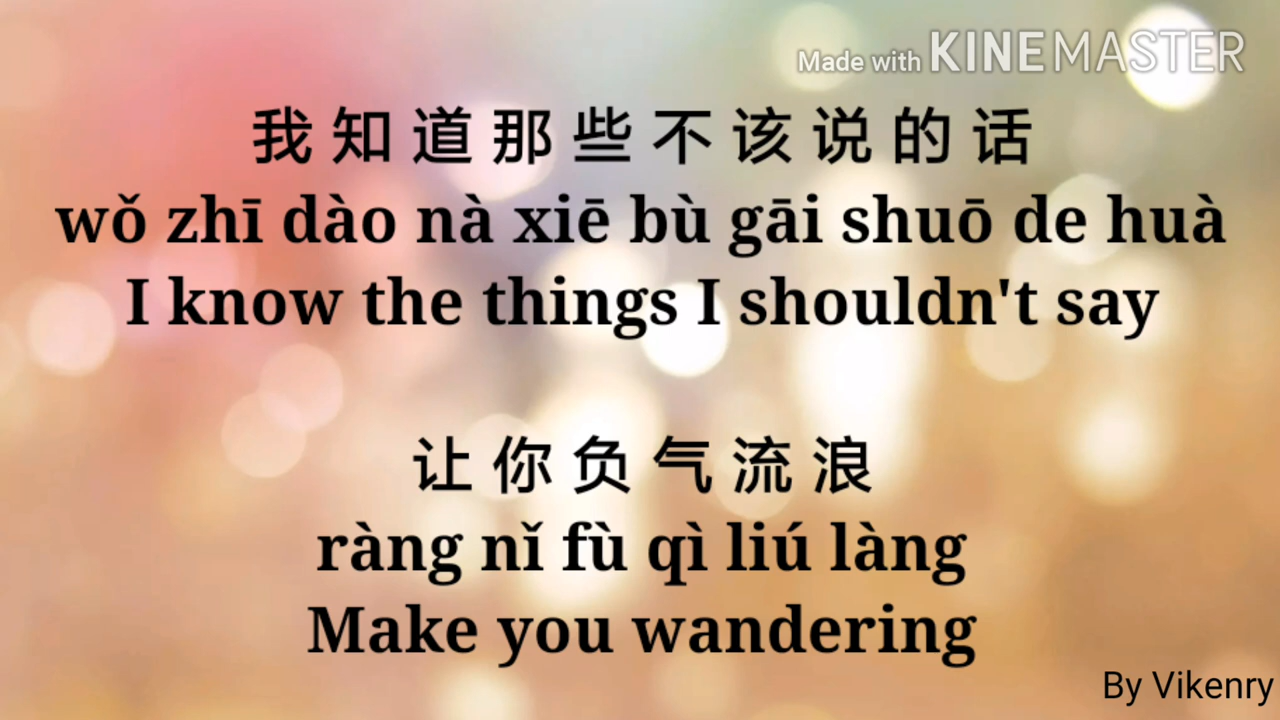 Made with KINEMASTER
我知道那些不该说的话
wǒ zhī dào nà xiē bù gāi shuō de huà
I know the things I shouldn't say
让你负气流浪
ràng nǐ fù qì liú làng
Make you wandering
By Vikenry